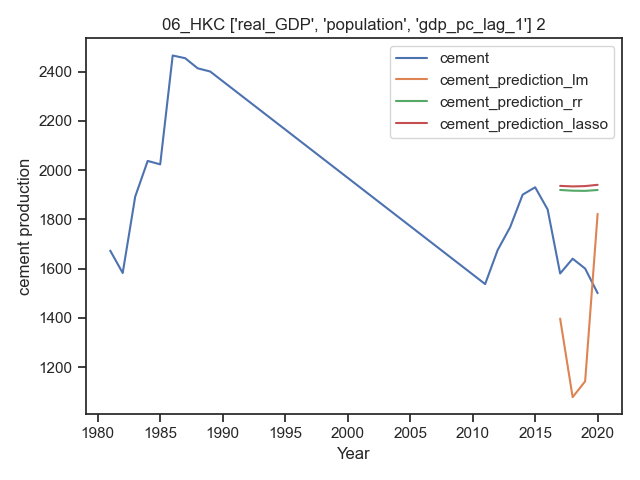 06_HKC ['real_GDP', 'population', 'gdp_pc_lag_1'] 2
cement
cement_prediction_lm
cement_prediction_rr
cement_prediction_lasso
cement production
2400
2200
2000
1800
1600
1400
1200
1980 1985 1990 1995 2000 2005 2010 2015 2020
Year